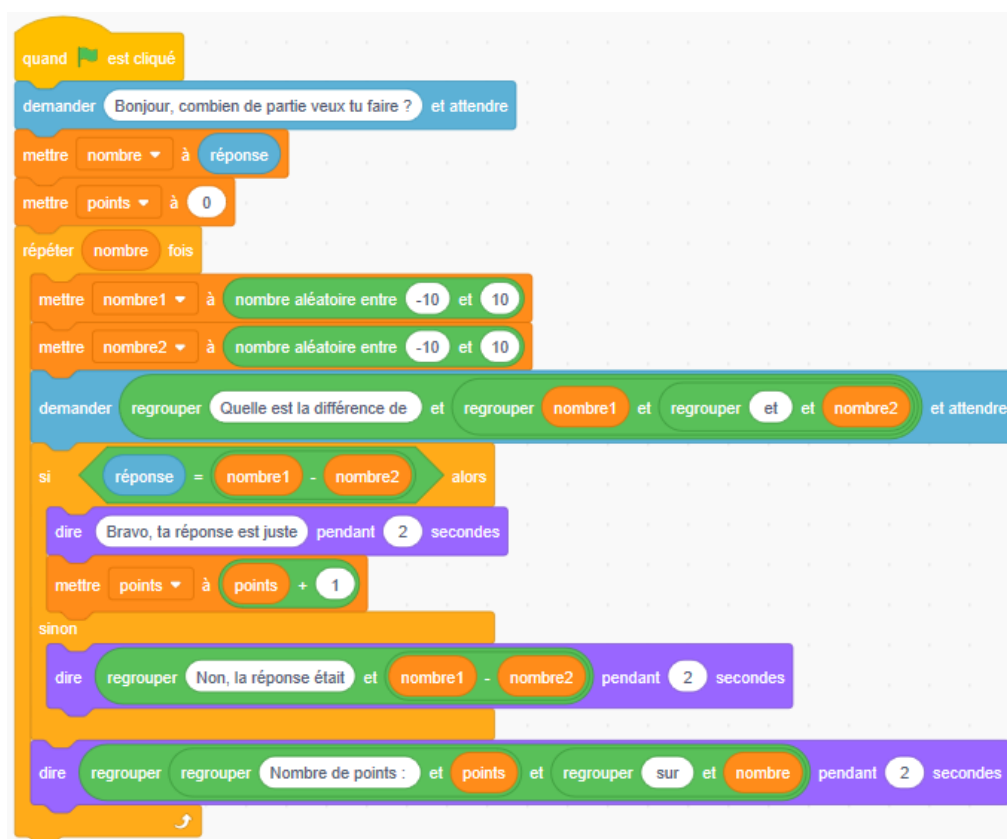 quand est cliqué
demander Bonjour, combien de partie veux tu faire ? et attendre
mettre nombre à réponse
mettre points à 0
répéter nombre fois
mettre nombre1 à nombre aléatoire entre -10 et 10
mettre nombre2 à nombre aléatoire entre -10 et 10
demander regrouper Quelle est la différence de et regrouper nombre1 et regrouper et et nombre2 et attendre
si réponse = nombre1 - nombre2 alors
dire Bravo, ta réponse est juste pendant 2 secondes
mettre points à points + 1
sinon
dire regrouper Non, la réponse était et nombre1 - nombre2 pendant 2 secondes
dire regrouper regrouper Nombre de points : et points et regrouper sur et nombre pendant 2 secondes